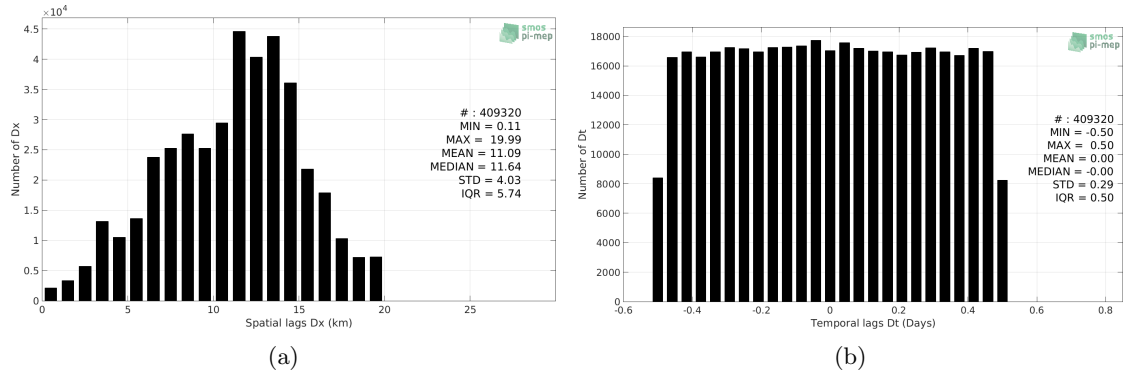 ×10⁴
4.5
4
3.5
3
2.5
2
1.5
1
0.5
0
Number of Dx
smos
pi-mep
# : 409320
MIN = 0.11
MAX = 19.99
MEAN = 11.09
MEDIAN = 11.64
STD = 4.03
IQR = 5.74
0 5 10 15 20 25
Spatial lags Dx (km)
(a)
18000
16000
14000
12000
10000
8000
6000
4000
2000
0
Number of Dt
smos
pi-mep
# : 409320
MIN = -0.50
MAX = 0.50
MEAN = 0.00
MEDIAN = -0.00
STD = 0.29
IQR = 0.50
-0.6 -0.4 -0.2 0 0.2 0.4 0.6 0.8
Temporal lags Dt (Days)
(b)